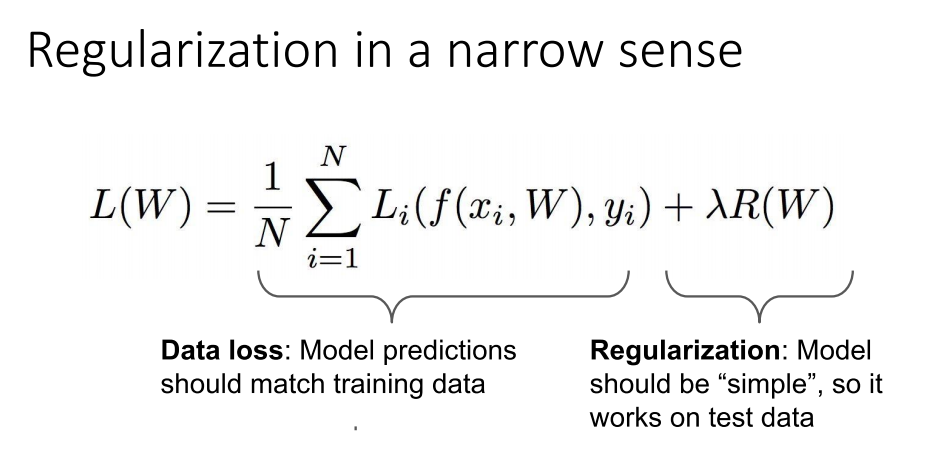 Regularization in a narrow sense
L(W) = \frac{1}{N} \sum_{i=1}^{N} L_i(f(x_i, W), y_i) + λR(W)
Data loss: Model predictions
should match training data
Regularization: Model
should be “simple”, so it
works on test data